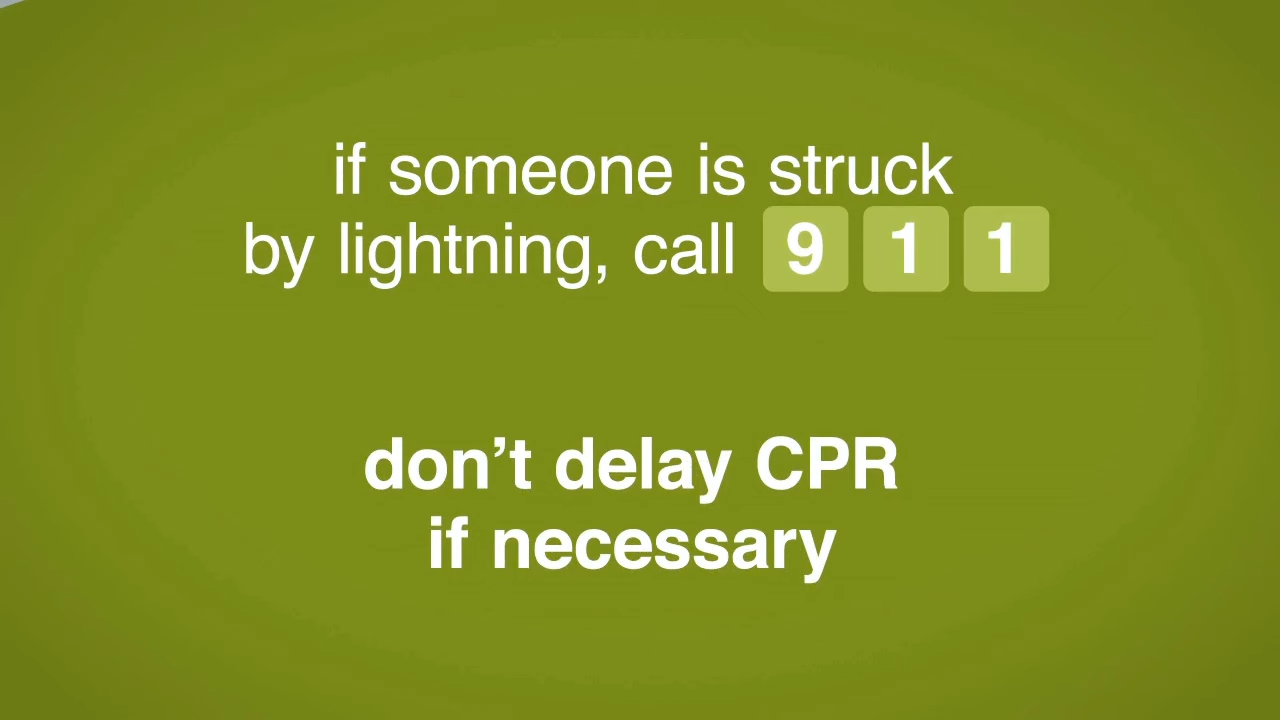 if someone is struck
by lightning, call 9 1 1
don’t delay CPR
if necessary